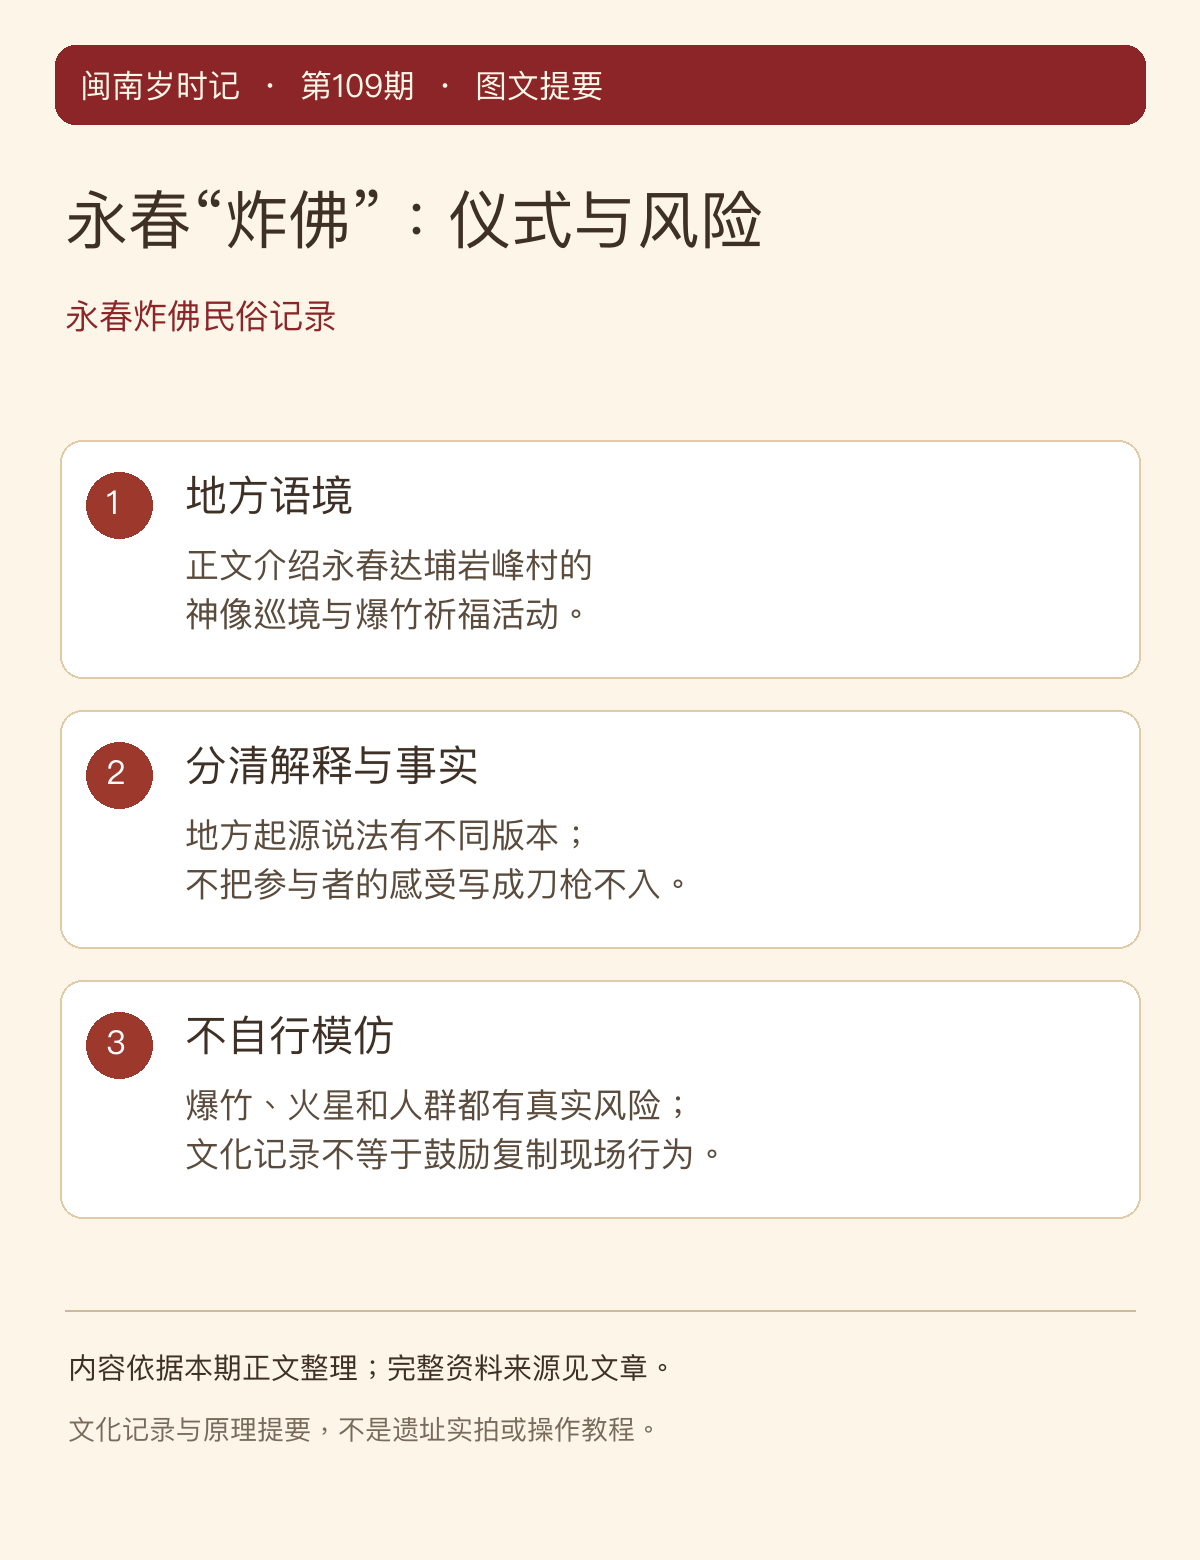 闽南岁时记 · 第109期 · 图文提要
永春“炸佛”：仪式与风险
永春炸佛民俗记录
1 地方语境
正文介绍永春达埔岩峰村的
神像巡境与爆竹祈福活动。
2 分清解释与事实
地方起源说法有不同版本；
不把参与者的感受写成刀枪不入。
3 不自行模仿
爆竹、火星和人群都有真实风险；
文化记录不等于鼓励复制现场行为。
内容依据本期正文整理；完整资料来源见文章。
文化记录与原理提要，不是遗址实拍或操作教程。